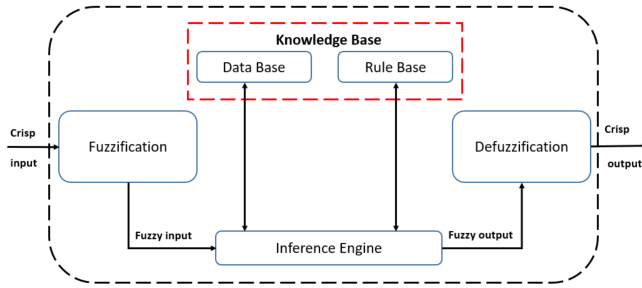 Knowledge Base
Data Base
Rule Base
Crisp
input
Fuzzification
Defuzzification
Crisp
output
Fuzzy input
Inference Engine
Fuzzy output